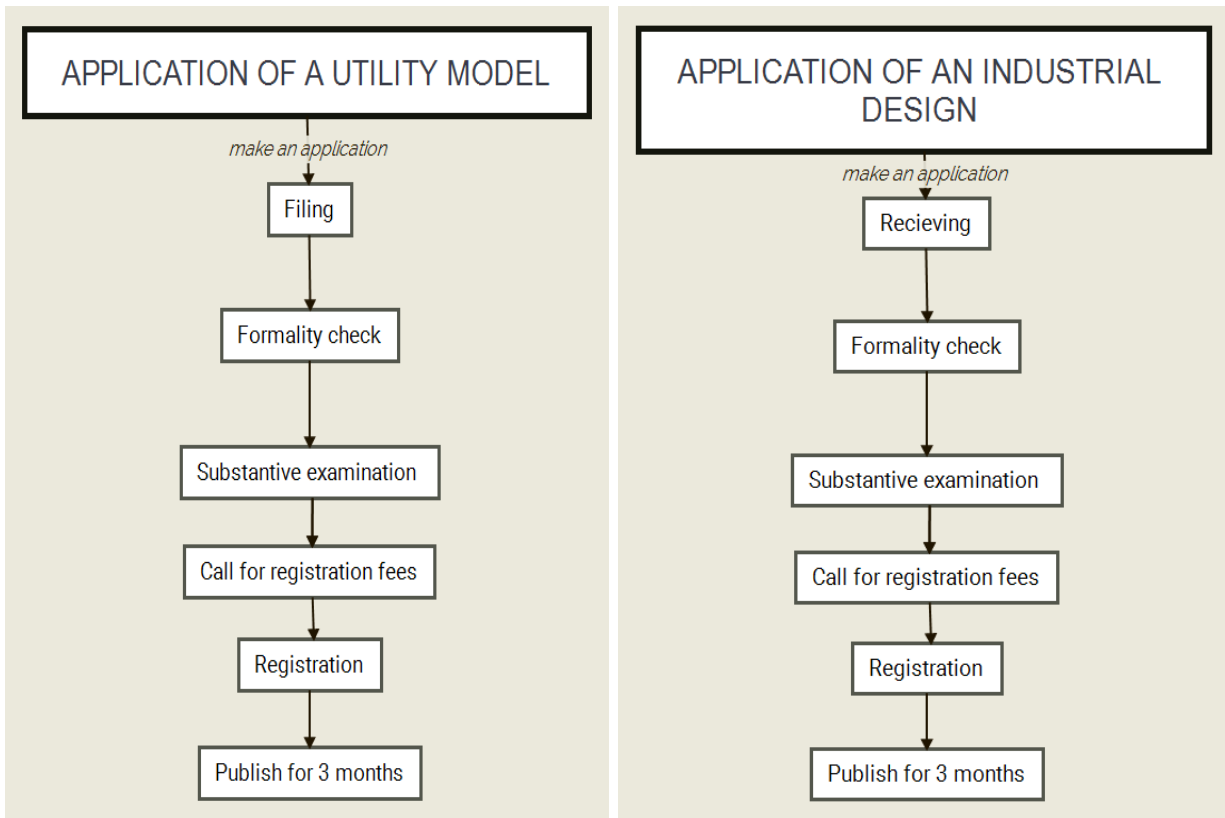 APPLICATION OF A UTILITY MODEL
make an application
Filing
Formality check
Substantive examination
Call for registration fees
Registration
Publish for 3 months
APPLICATION OF AN INDUSTRIAL
DESIGN
make an application
Recieving
Formality check
Substantive examination
Call for registration fees
Registration
Publish for 3 months